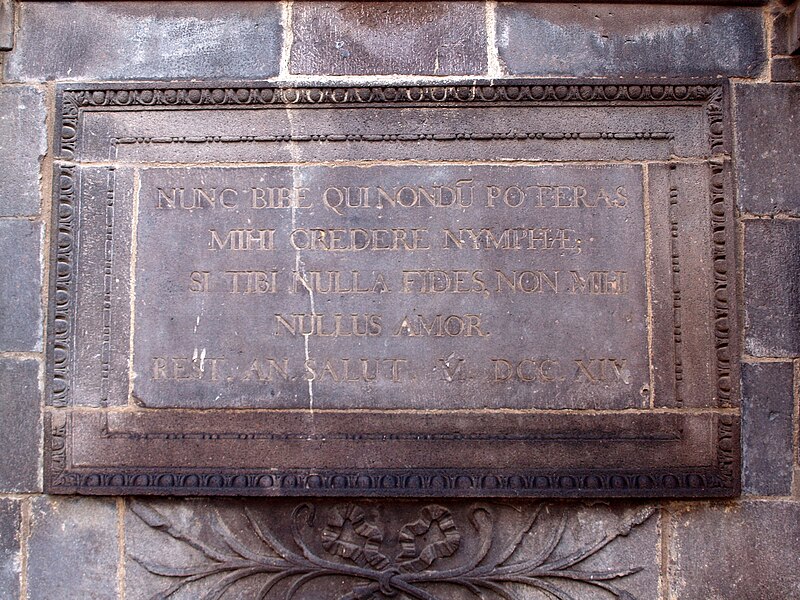 NUNC BIBE QUI NONDŪ POTERAS
MIHI CREDERE NYMPHÆ;
SI TIBI NULLA FIDES, NON MIHI
NULLUS AMOR.
REST. AN. SALUT. M. DCC. XIV.